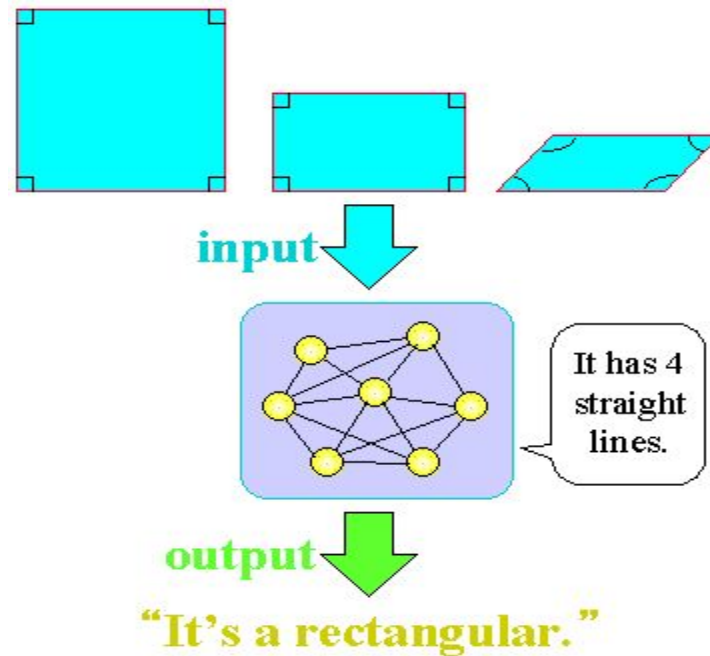 input
It has 4
straight
lines.
output
“It's a rectangular.”